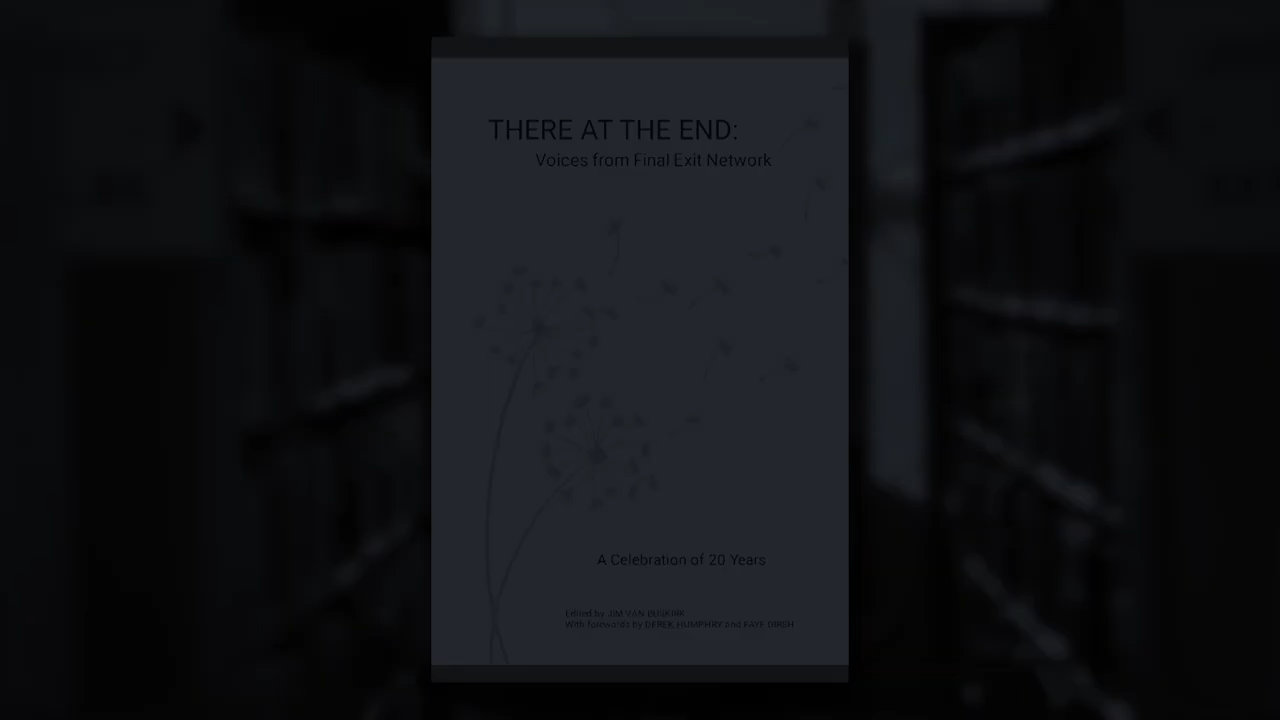 THERE AT THE END:
Voices from Final Exit Network
A Celebration of 20 Years
Edited by JIM VAN BUSKIRK
With forewords by DEREK HUMPHRY and FAYE GIRSH